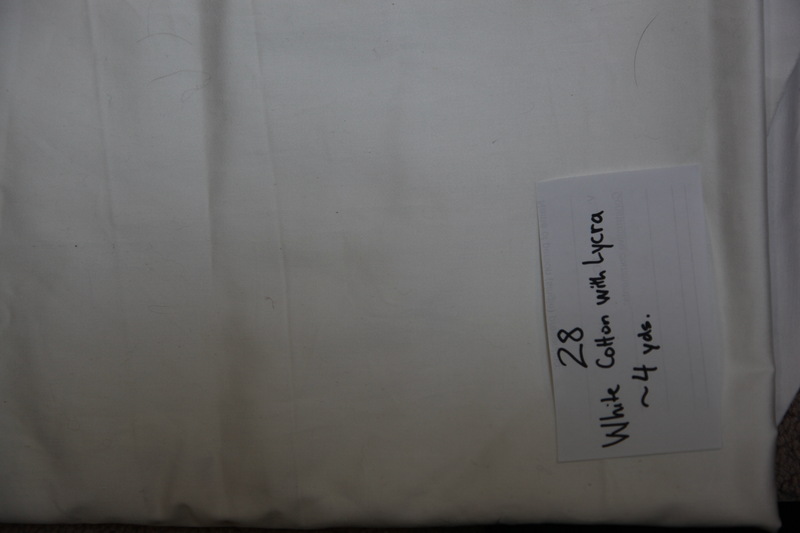 28
White Cotton with Lycra
~4 yds.